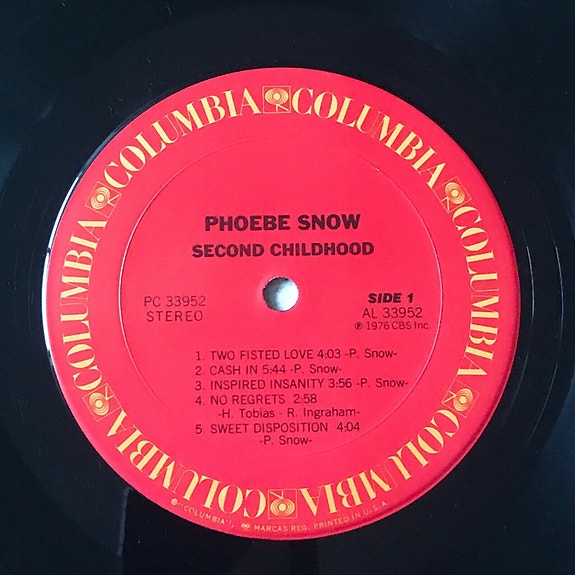 COLUMBIA COLUMBIA COLUMBIA COLUMBIA COLUMBIA COLUMBIA
PHOEBE SNOW
SECOND CHILDHOOD
PC 33952
STEREO
SIDE 1
AL 33952
℗ 1976 CBS Inc.
1. TWO FISTED LOVE 4:03 -P. Snow-
2. CASH IN 5:44 -P. Snow-
3. INSPIRED INSANITY 3:56 -P. Snow-
4. NO REGRETS 2:58
-H. Tobias - R. Ingraham-
5. SWEET DISPOSITION 4:04
-P. Snow-
"COLUMBIA", MARCAS REG. PRINTED IN U.S.A.